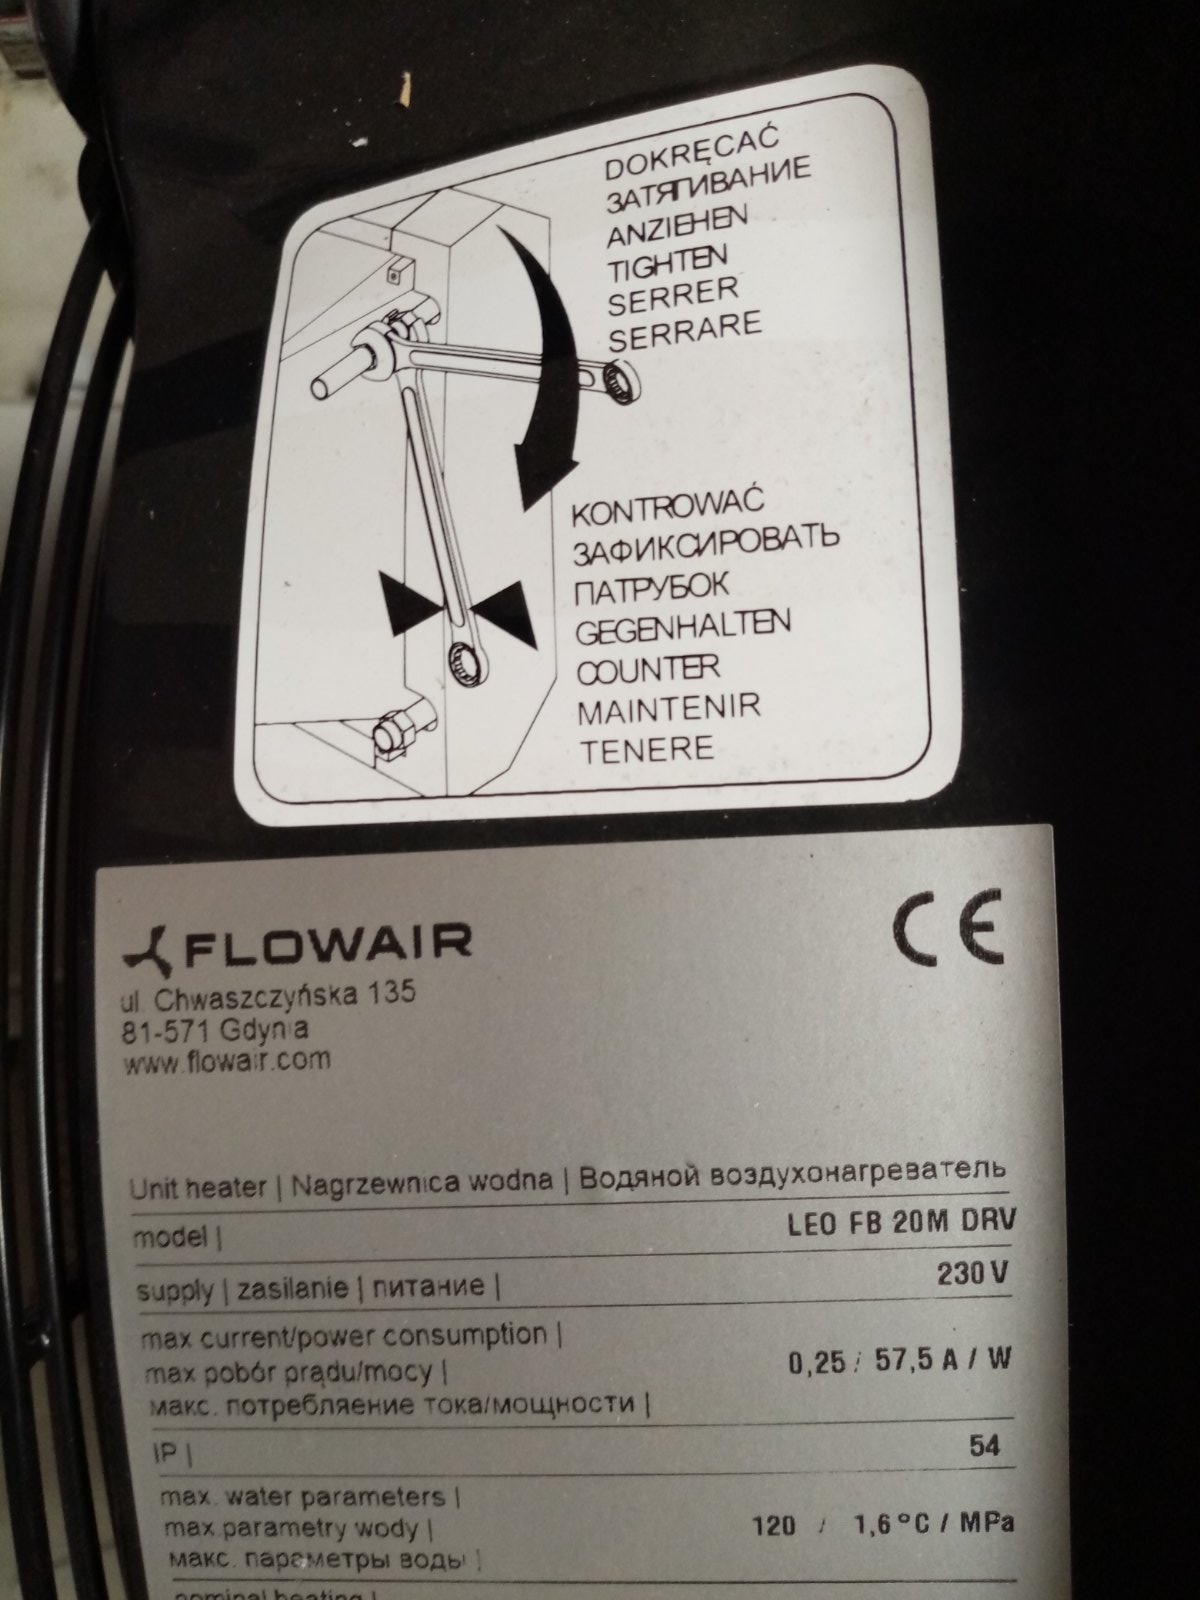 DOKRĘCAĆ
ЗАТЯГИВАНИЕ
ANZIEHEN
TIGHTEN
SERRER
SERRARE
KONTROWAĆ
ЗАФИКСИРОВАТЬ
ПАТРУБОК
GEGENHALTEN
COUNTER
MAINTENIR
TENERE
FLOWAIR
CE
ul. Chwaszczyńska 135
81-571 Gdynia
www.flowair.com
Unit heater | Nagrzewnica wodna | Водяной воздухонагреватель
model | LEO FB 20M DRV
supply | zasilanie | питание | 230 V
max current/power consumption |
max pobór prądu/mocy | 0,25 / 57,5 A / W
макс. потребляение тока/мощности |
IP | 54
max. water parameters |
max.parametry wody | 120 / 1,6 °C / MPa
макс. параметры воды |
nominal heating |